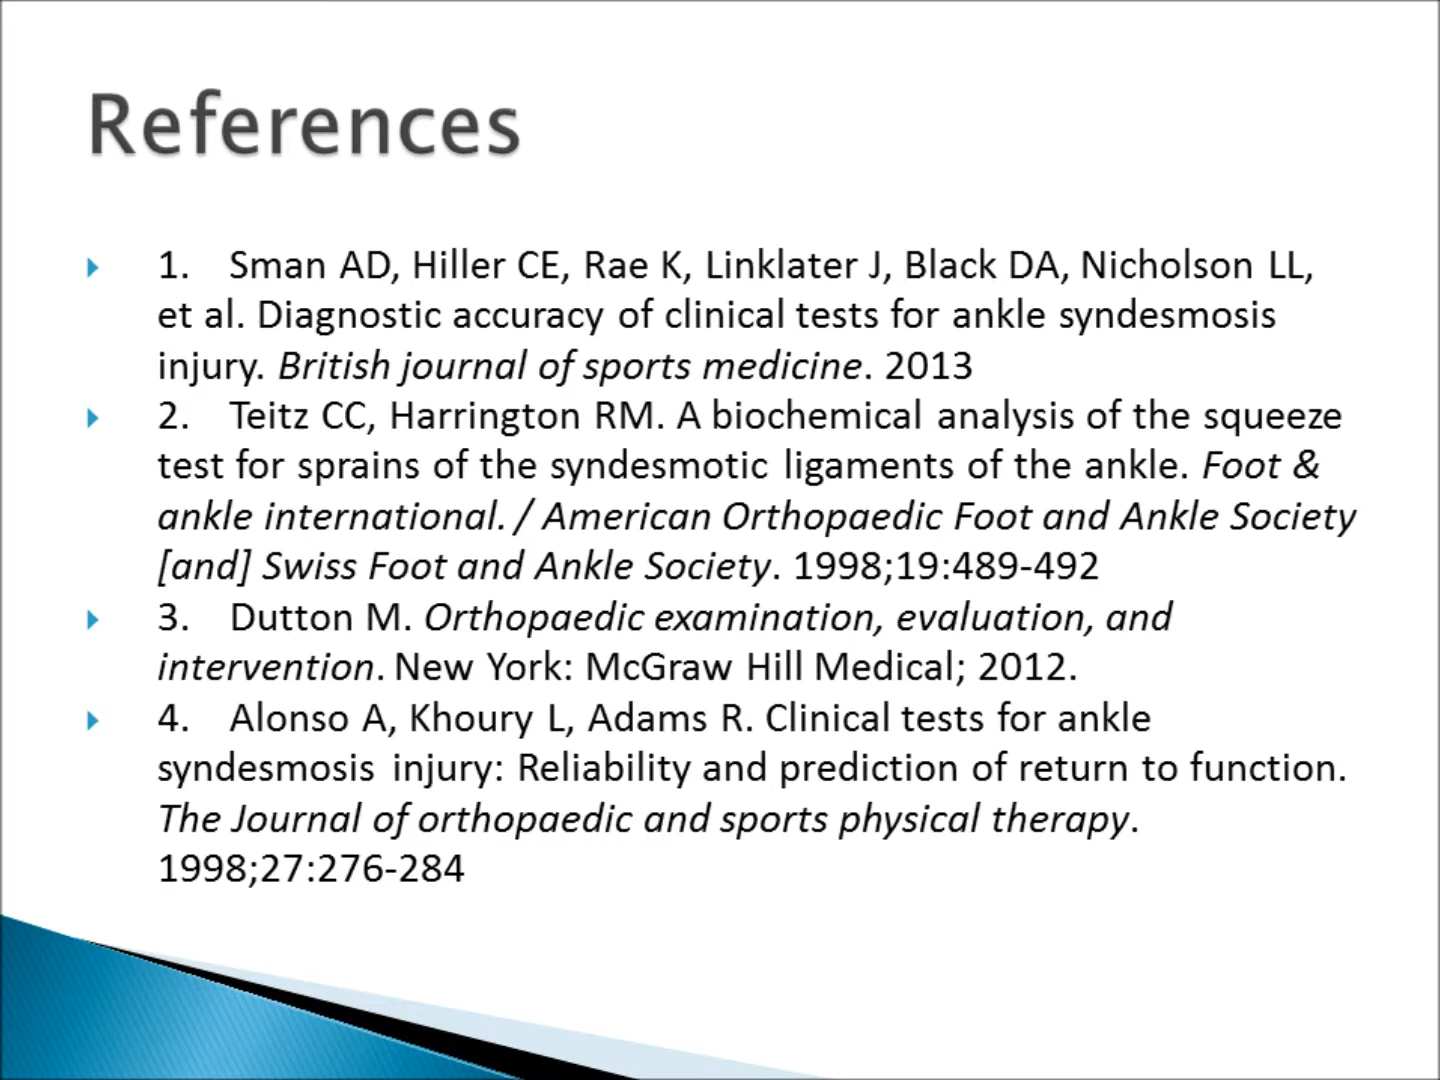 References
1. Sman AD, Hiller CE, Rae K, Linklater J, Black DA, Nicholson LL,
et al. Diagnostic accuracy of clinical tests for ankle syndesmosis
injury. British journal of sports medicine. 2013
2. Teitz CC, Harrington RM. A biochemical analysis of the squeeze
test for sprains of the syndesmotic ligaments of the ankle. Foot &
ankle international. / American Orthopaedic Foot and Ankle Society
[and] Swiss Foot and Ankle Society. 1998;19:489-492
3. Dutton M. Orthopaedic examination, evaluation, and
intervention. New York: McGraw Hill Medical; 2012.
4. Alonso A, Khoury L, Adams R. Clinical tests for ankle
syndesmosis injury: Reliability and prediction of return to function.
The Journal of orthopaedic and sports physical therapy.
1998;27:276-284